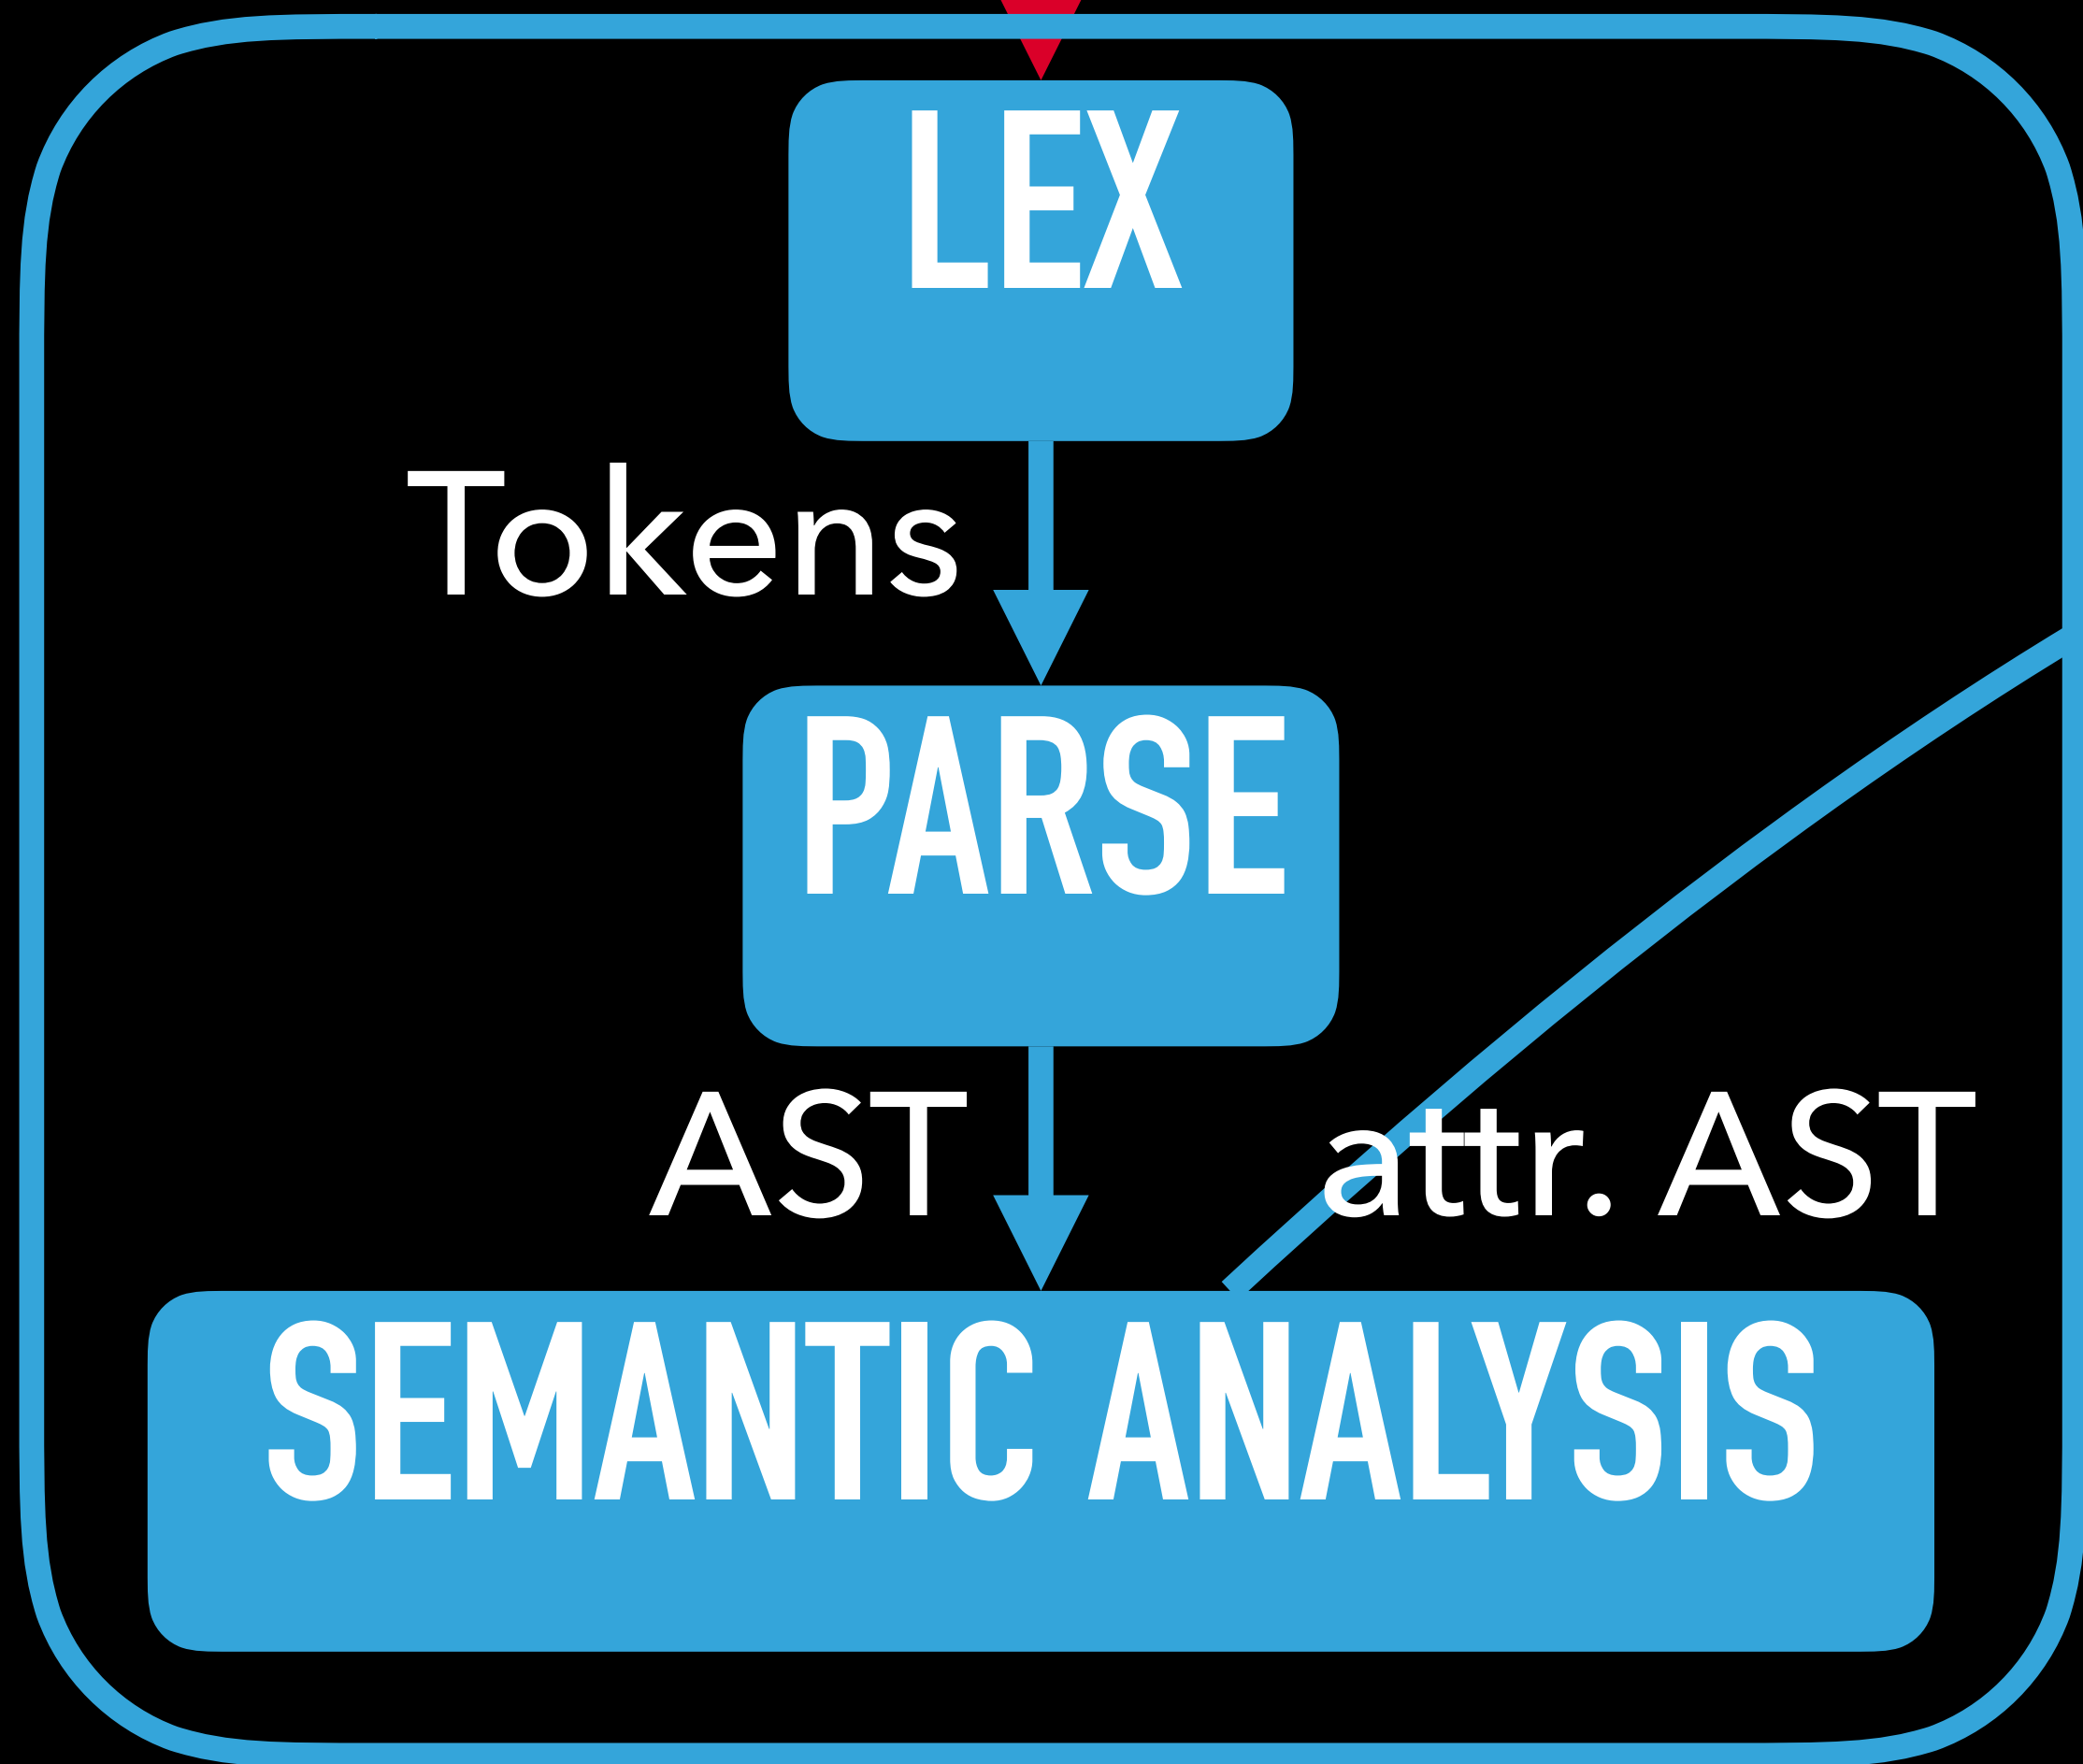 LEX
Tokens
PARSE
AST
attr. AST
SEMANTIC ANALYSIS